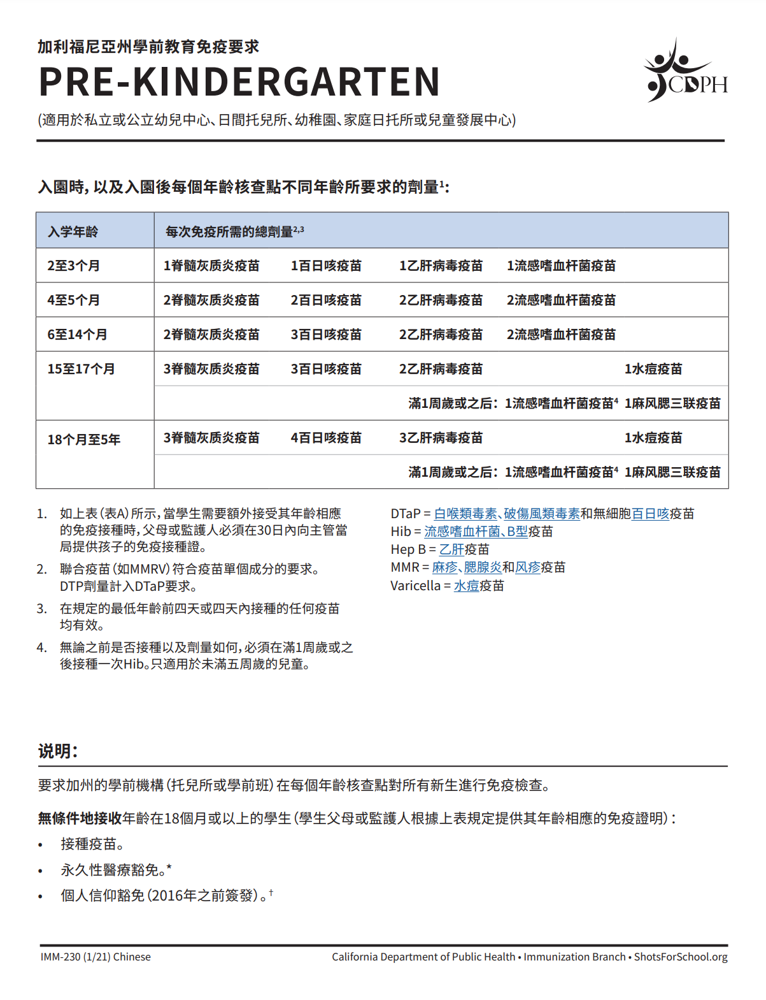 加利福尼亞州學前教育免疫要求
PRE-KINDERGARTEN
(適用於私立或公立幼兒中心、日間托兒所、幼稚園、家庭日托所或兒童發展中心)
CDPH
入園時，以及入園後每個年齡核查點不同年齡所要求的劑量1:
入学年龄 每次免疫所需的總劑量2,3
2至3个月 1脊髓灰质炎疫苗 1百日咳疫苗 1乙肝病毒疫苗 1流感嗜血杆菌疫苗
4至5个月 2脊髓灰质炎疫苗 2百日咳疫苗 2乙肝病毒疫苗 2流感嗜血杆菌疫苗
6至14个月 2脊髓灰质炎疫苗 3百日咳疫苗 2乙肝病毒疫苗 2流感嗜血杆菌疫苗
15至17个月 3脊髓灰质炎疫苗 3百日咳疫苗 2乙肝病毒疫苗 1水痘疫苗
滿1周歲或之后：1流感嗜血杆菌疫苗4 1麻风腮三联疫苗
18个月至5年 3脊髓灰质炎疫苗 4百日咳疫苗 3乙肝病毒疫苗 1水痘疫苗
滿1周歲或之后：1流感嗜血杆菌疫苗4 1麻风腮三联疫苗
1. 如上表（表A）所示，當學生需要額外接受其年齡相應
的免疫接種時，父母或監護人必須在30日內向主管當
局提供孩子的免疫接種證。
2. 聯合疫苗（如MMRV）符合疫苗單個成分的要求。
DTP劑量計入DTaP要求。
3. 在規定的最低年齡前四天或四天內接種的任何疫苗
均有效。
4. 無論之前是否接種以及劑量如何，必須在滿1周歲或之
後接種一次Hib。只適用於未滿五周歲的兒童。
DTaP = 白喉類毒素、破傷風類毒素和無細胞百日咳疫苗
Hib = 流感嗜血杆菌、B型疫苗
Hep B = 乙肝疫苗
MMR = 麻疹、腮腺炎和风疹疫苗
Varicella = 水痘疫苗
说明：
要求加州的學前機構（托兒所或學前班）在每個年齡核查點對所有新生進行免疫檢查。
無條件地接收年齡在18個月或以上的學生（學生父母或監護人根據上表規定提供其年齡相應的免疫證明）：
• 接種疫苗。
• 永久性醫療豁免。*
• 個人信仰豁免（2016年之前簽發）。†
IMM-230 (1/21) Chinese California Department of Public Health • Immunization Branch • ShotsForSchool.org